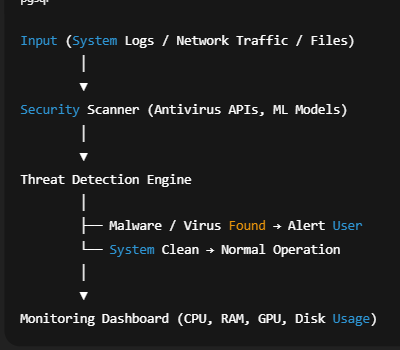 pgsql
Input (System Logs / Network Traffic / Files)
│
▼
Security Scanner (Antivirus APIs, ML Models)
│
▼
Threat Detection Engine
│
├── Malware / Virus Found → Alert User
└── System Clean → Normal Operation
│
▼
Monitoring Dashboard (CPU, RAM, GPU, Disk Usage)